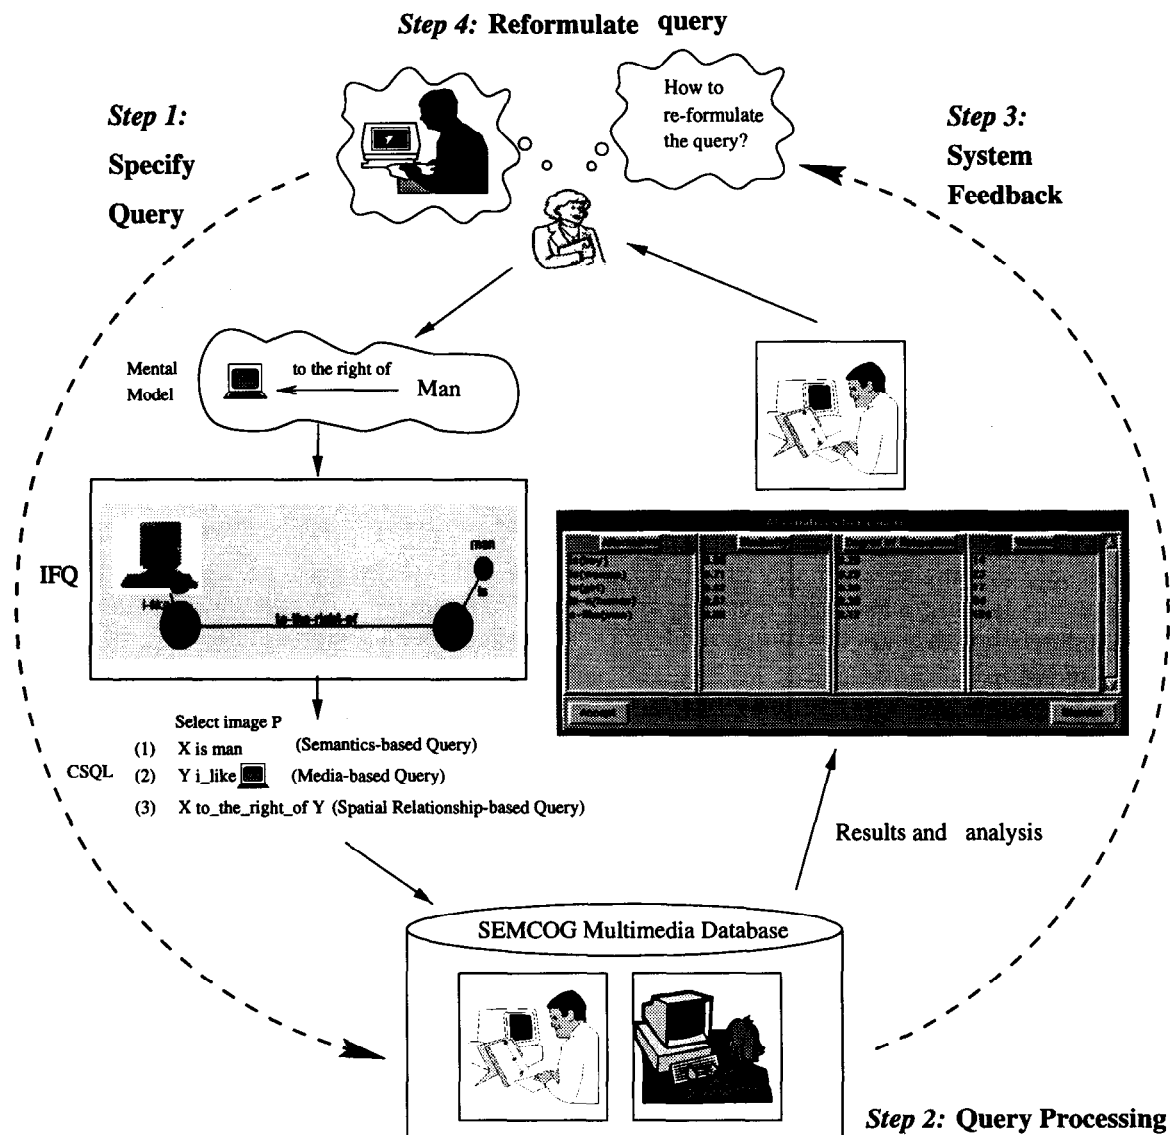 Step 4: Reformulate query
How to
re-formulate
the query?
Step 1:
Specify
Query
Step 3:
System
Feedback
Mental
Model
to the right of
Man
IFQ
man
is
to-the-right-of
Select image P
CSQL
(1) X is man (Semantics-based Query)
(2) Y i_like (Media-based Query)
(3) X to_the_right_of Y (Spatial Relationship-based Query)
Results and analysis
SEMCOG Multimedia Database
Step 2: Query Processing